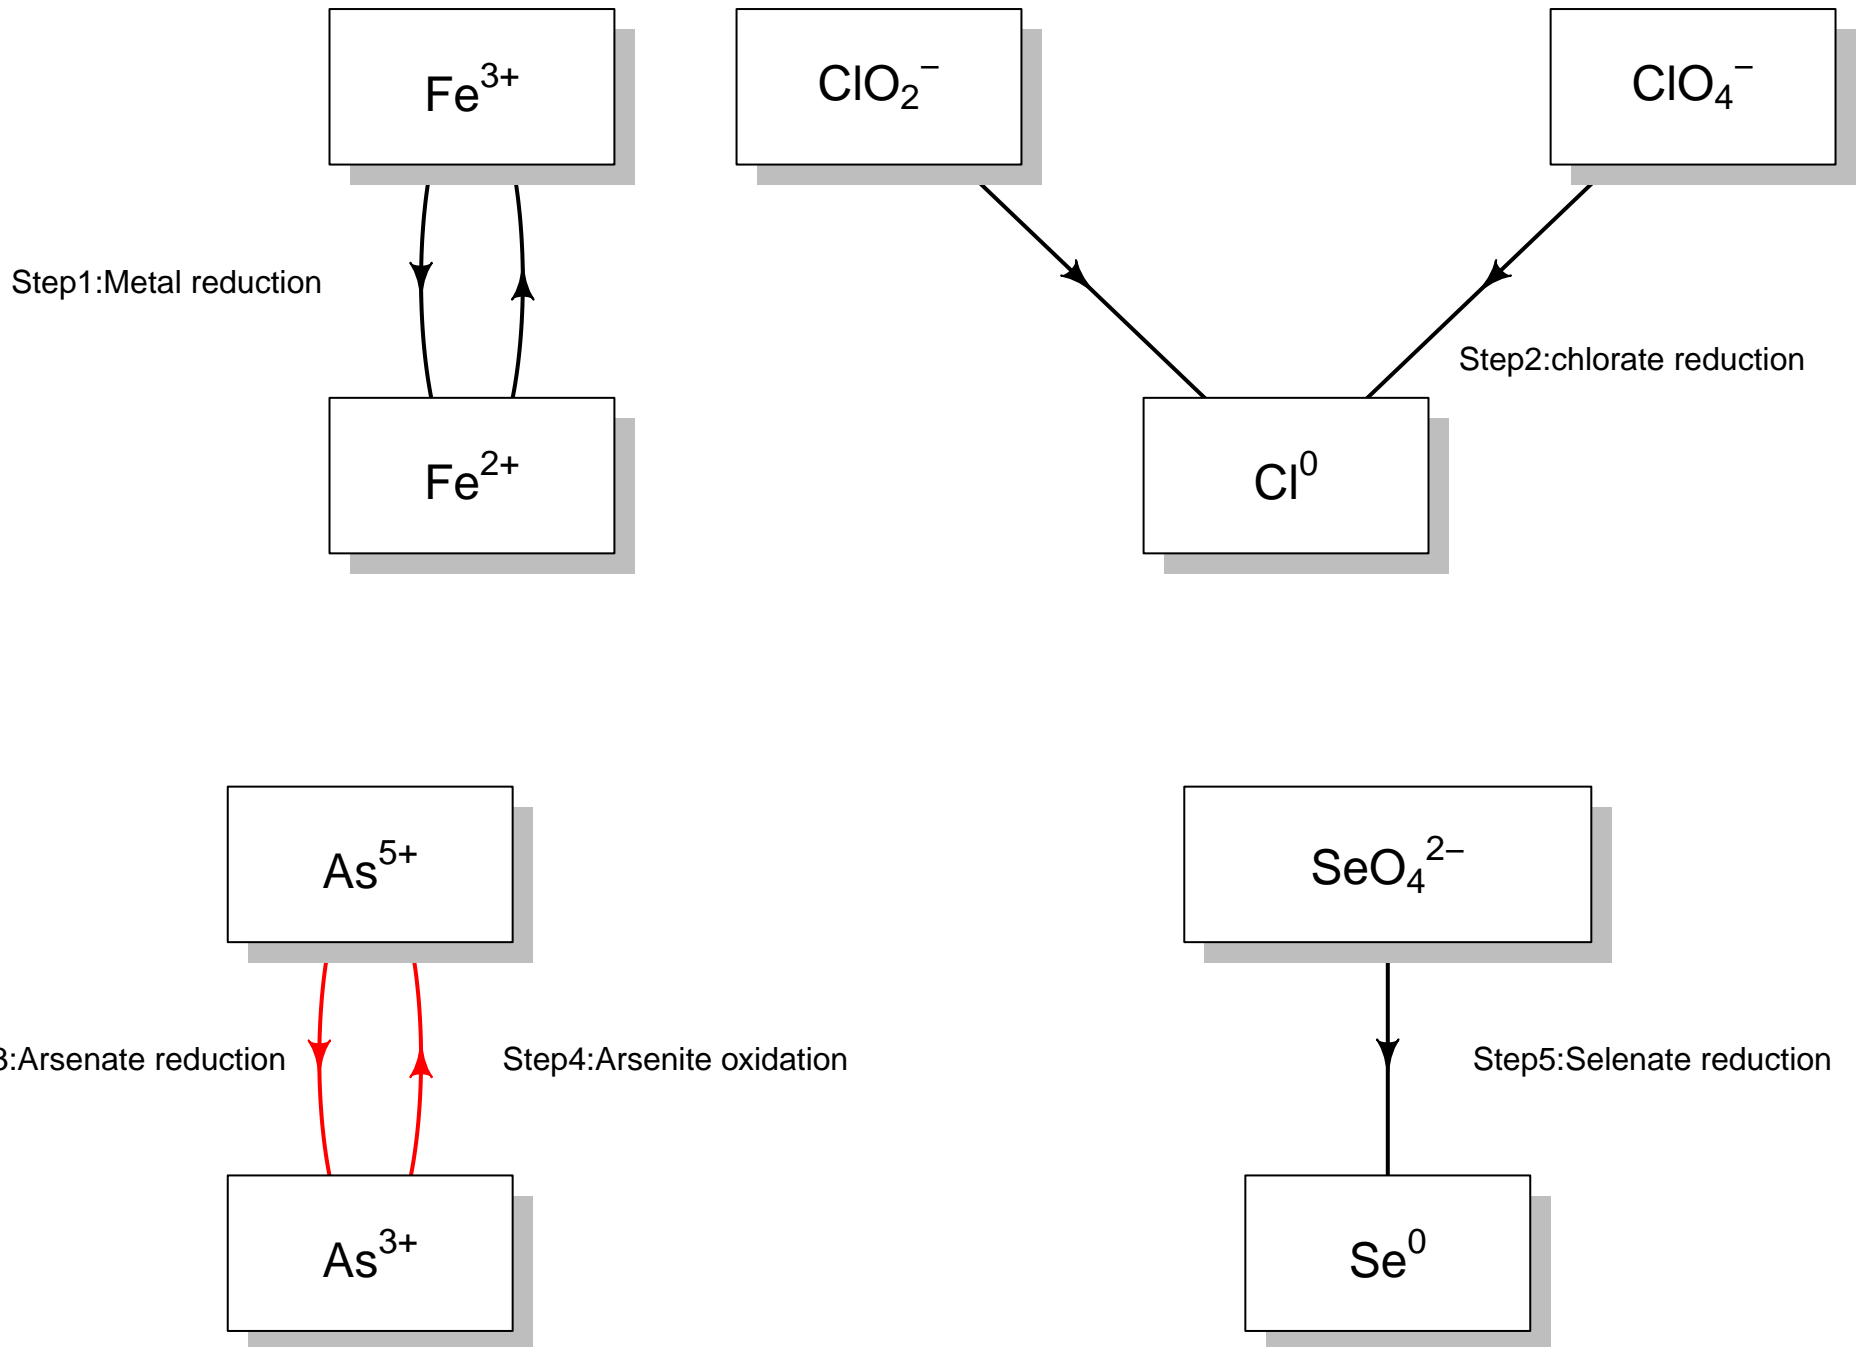 Fe³⁺
ClO₂⁻
ClO₄⁻
Step1:Metal reduction
Step2:chlorate reduction
Fe²⁺
Cl⁰
As⁵⁺
SeO₄²⁻
3:Arsenate reduction
Step4:Arsenite oxidation
Step5:Selenate reduction
As³⁺
Se⁰